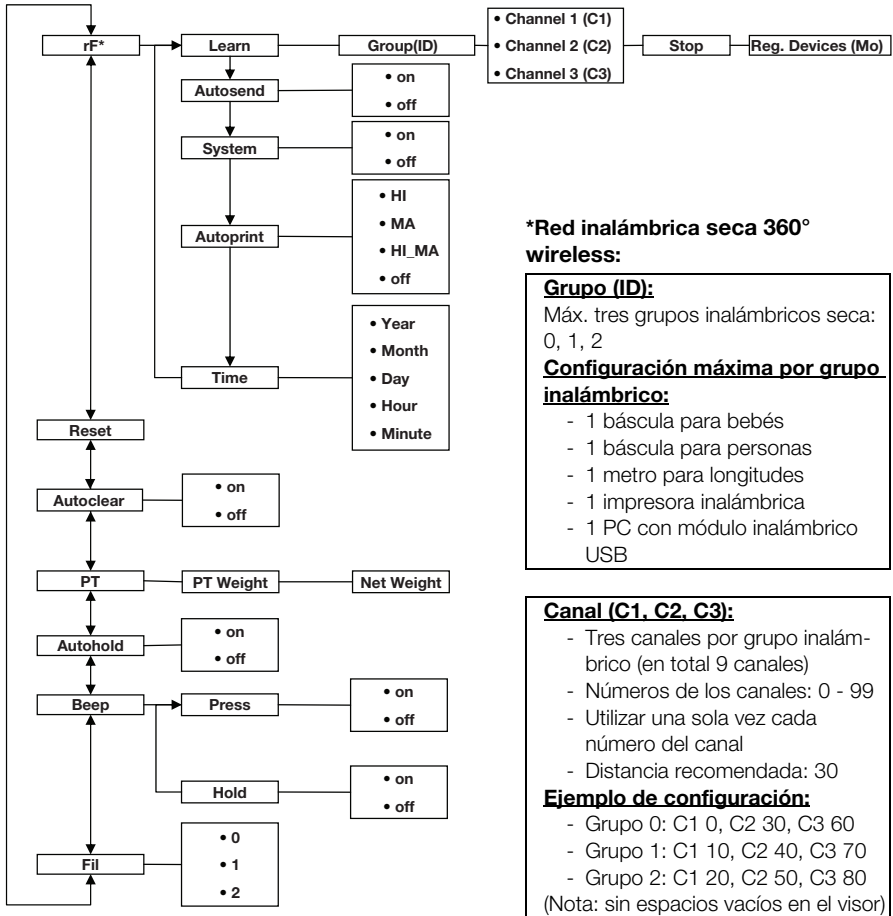 rF*
Learn
Group(ID)
• Channel 1 (C1)
• Channel 2 (C2)
• Channel 3 (C3)
Stop
Reg. Devices (Mo)
Autosend
• on
• off
System
• on
• off
Autoprint
• HI
• MA
• HI_MA
• off
Time
• Year
• Month
• Day
• Hour
• Minute
Reset
Autoclear
• on
• off
PT
PT Weight
Net Weight
Autohold
• on
• off
Beep
Press
• on
• off
Hold
• on
• off
Fil
• 0
• 1
• 2
*Red inalámbrica seca 360°
wireless:
Grupo (ID):
Máx. tres grupos inalámbricos seca:
0, 1, 2
Configuración máxima por grupo
inalámbrico:
- 1 báscula para bebés
- 1 báscula para personas
- 1 metro para longitudes
- 1 impresora inalámbrica
- 1 PC con módulo inalámbrico
USB
Canal (C1, C2, C3):
- Tres canales por grupo inalám-
brico (en total 9 canales)
- Números de los canales: 0 - 99
- Utilizar una sola vez cada
número del canal
- Distancia recomendada: 30
Ejemplo de configuración:
- Grupo 0: C1 0, C2 30, C3 60
- Grupo 1: C1 10, C2 40, C3 70
- Grupo 2: C1 20, C2 50, C3 80
(Nota: sin espacios vacíos en el visor)